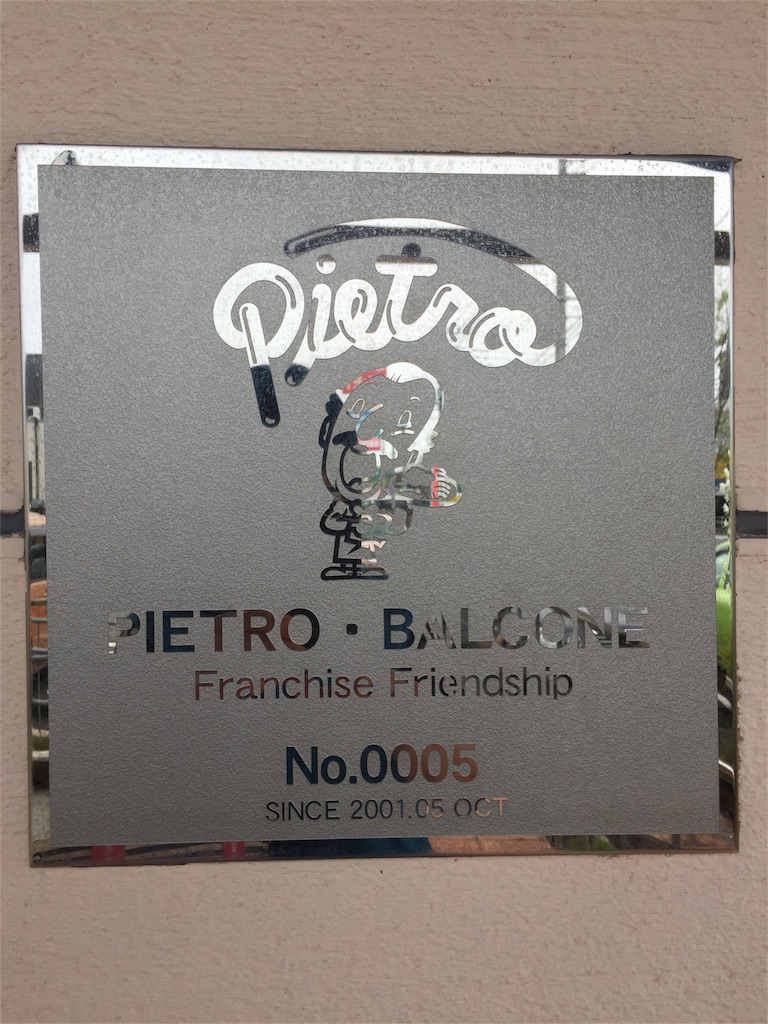 Pietro
PIETRO · BALCONE
Franchise Friendship
No.0005
SINCE 2001.05 OCT